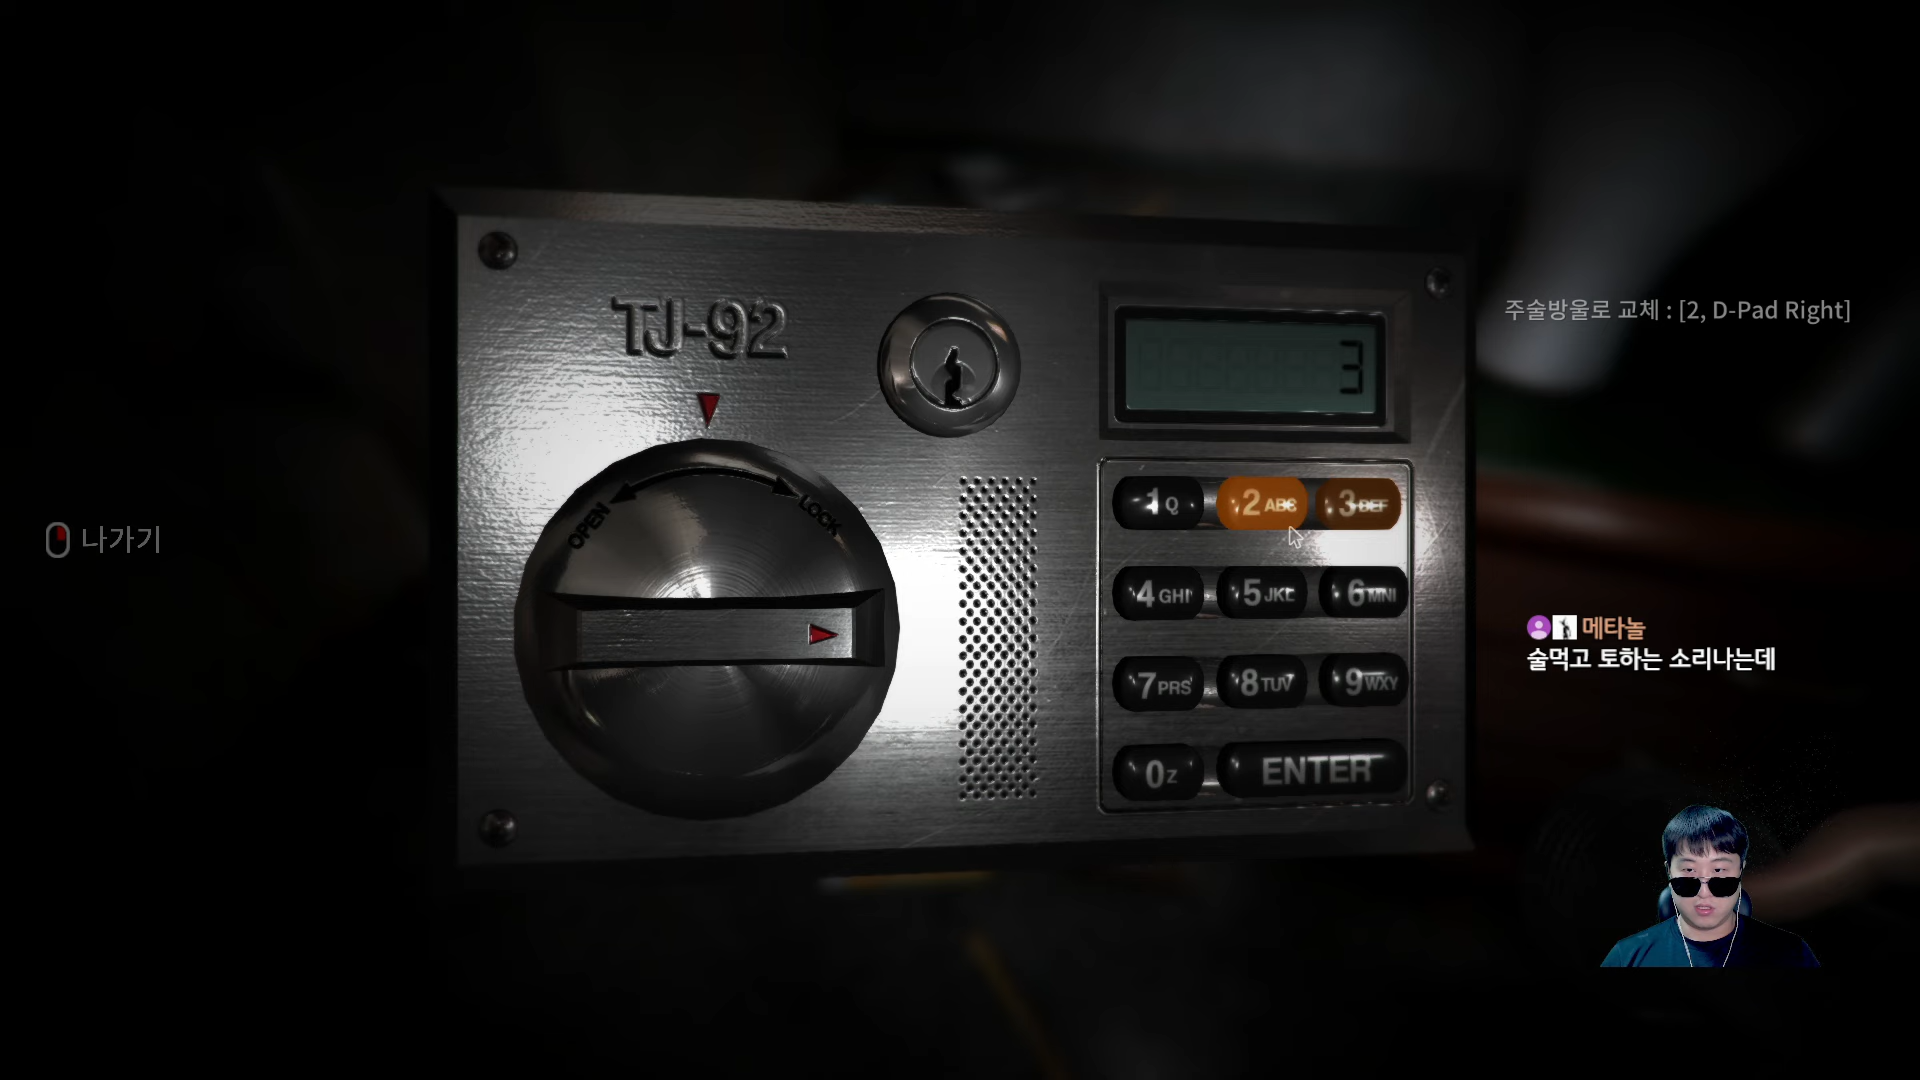 TJ-92
OPEN
LOCK
3
1 Q
2 ABC
3 DEF
4 GHI
5 JKL
6 MN
7 PRS
8 TUV
9 WXY
0 Z
ENTER
나가기
주술방울로 교체 : [2, D-Pad Right]
메타놀
술먹고 토하는 소리나는데